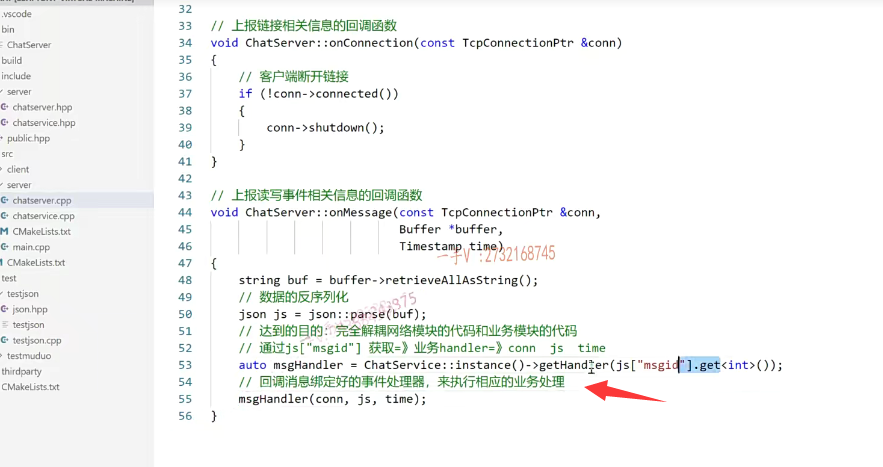 .vscode
bin
ChatServer
build
include
server
chatserver.hpp
chatservice.hpp
public.hpp
src
client
server
chatserver.cpp
chatservice.cpp
CMakeLists.txt
main.cpp
CMakeLists.txt
test
testjson
json.hpp
testjson
testjson.cpp
testmuduo
thirdparty
CMakeLists.txt
32
33 // 上报链接相关信息的回调函数
34 void ChatServer::onConnection(const TcpConnectionPtr &conn)
35 {
36 // 客户端断开链接
37 if (!conn->connected())
38 {
39 conn->shutdown();
40 }
41 }
42
43 // 上报读写事件相关信息的回调函数
44 void ChatServer::onMessage(const TcpConnectionPtr &conn,
45 Buffer *buffer,
46 Timestamp time)
一手V :2732168745
47 {
48 string buf = buffer->retrieveAllAsString();
49 // 数据的反序列化
50 json js = json::parse(buf);
51 // 达到的目的：完全解耦网络模块的代码和业务模块的代码
52 // 通过js["msgid"] 获取=》业务handler=》conn js time
53 auto msgHandler = ChatService::instance()->getHandler(js["msgid"].get<int>());
54 // 回调消息绑定好的事件处理器，来执行相应的业务处理
55 msgHandler(conn, js, time);
56 }